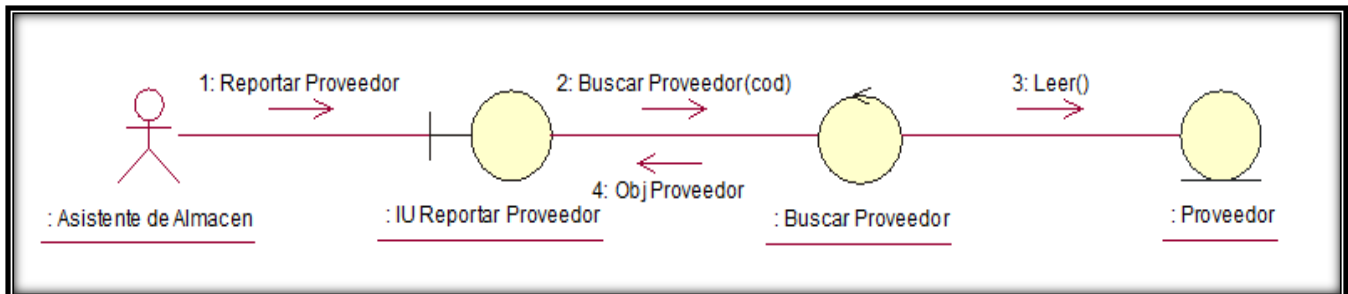 1: Reportar Proveedor
2: Buscar Proveedor(cod)
3: Leer()
4: Obj Proveedor
: Asistente de Almacen
: IU Reportar Proveedor
: Buscar Proveedor
: Proveedor